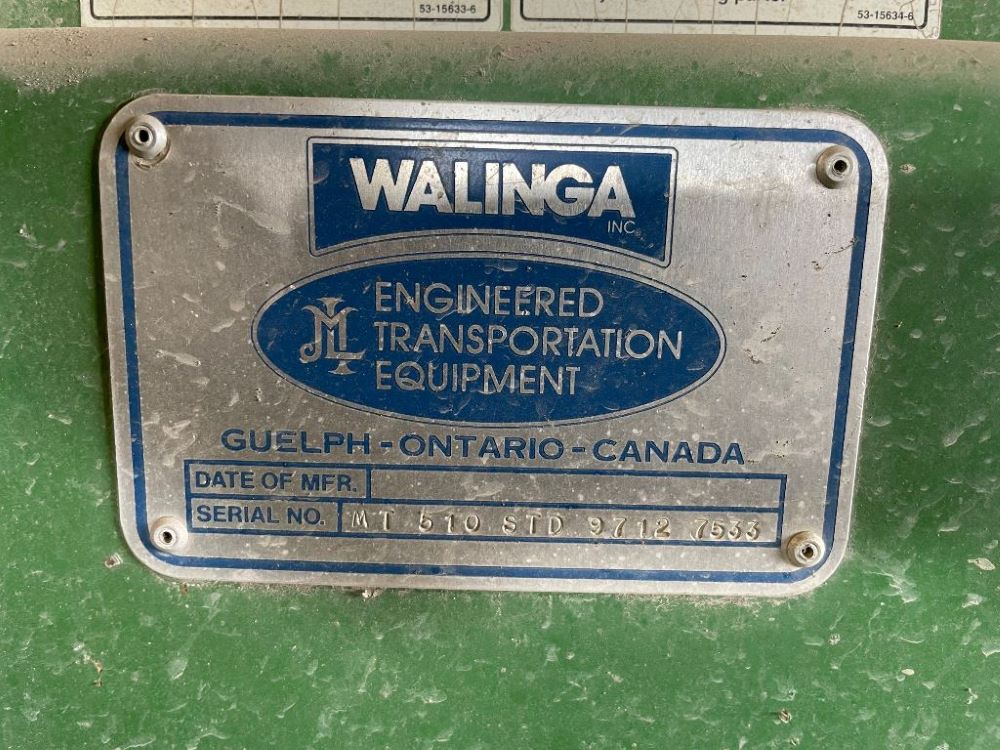 53-15633-6
53-15634-6
WALINGA
INC.
JML
ENGINEERED
TRANSPORTATION
EQUIPMENT
GUELPH - ONTARIO - CANADA
DATE OF MFR.
SERIAL NO. MT 510 STD 9712 7533